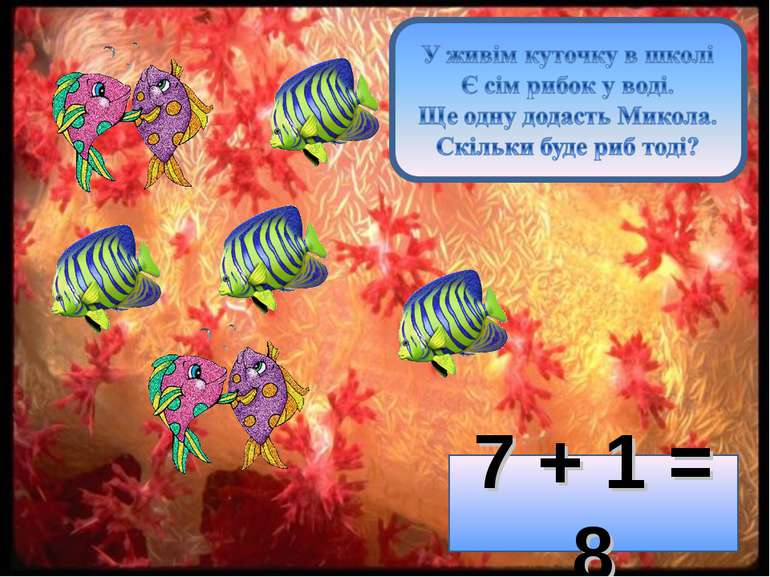 У живім куточку в школі
Є сім рибок у воді.
Ще одну додасть Микола.
Скільки буде риб тоді?
7 + 1 =
8